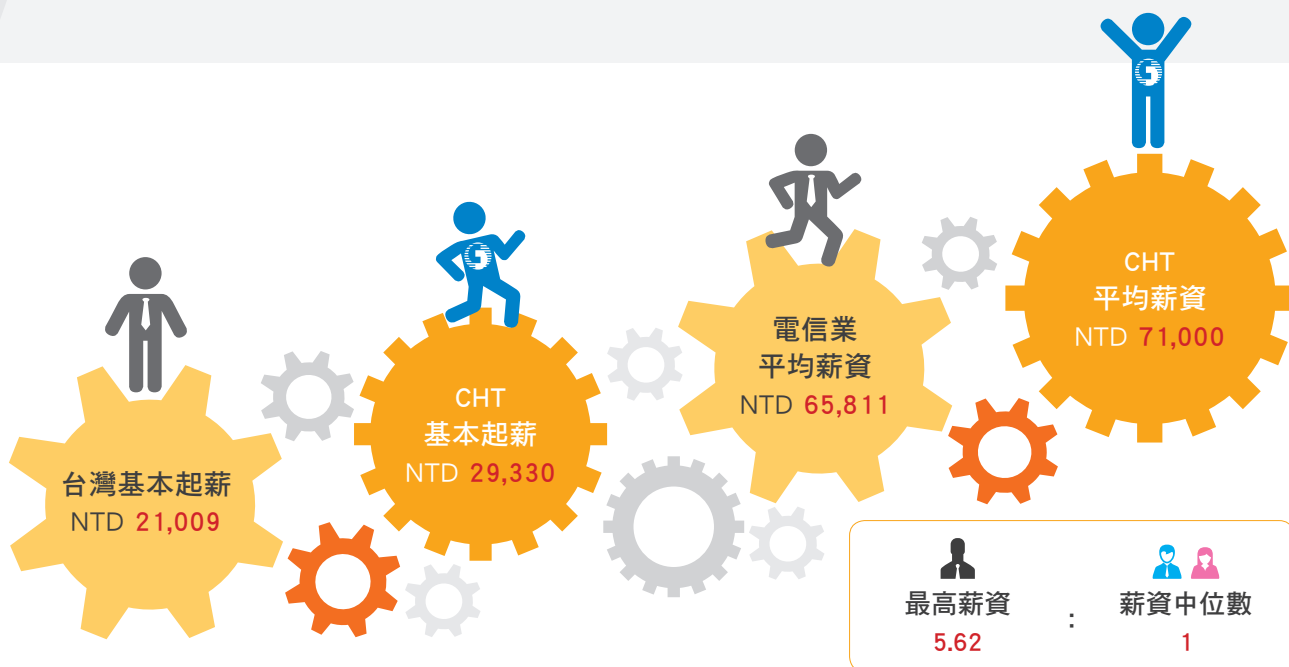 台灣基本起薪
NTD 21,009
CHT
基本起薪
NTD 29,330
電信業
平均薪資
NTD 65,811
CHT
平均薪資
NTD 71,000
最高薪資 : 薪資中位數
5.62 1